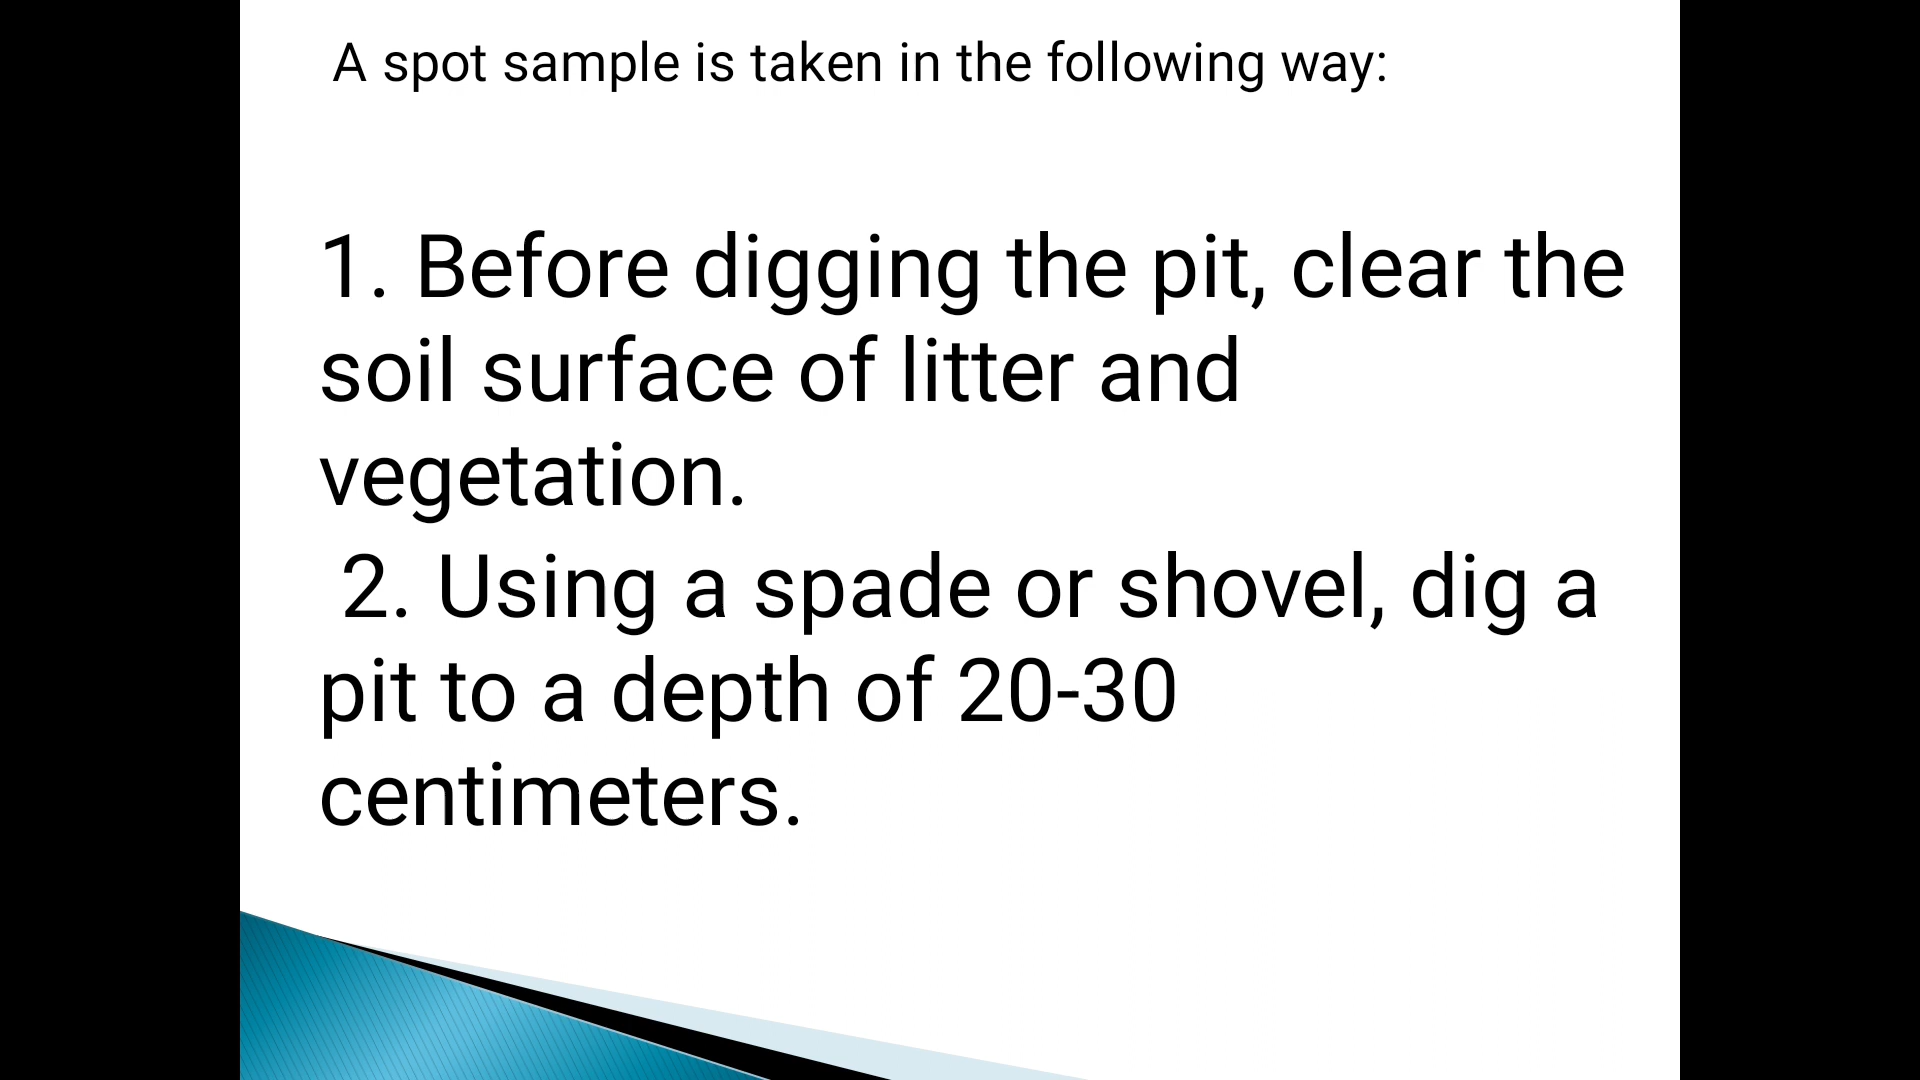 A spot sample is taken in the following way:
1. Before digging the pit, clear the
soil surface of litter and
vegetation.
2. Using a spade or shovel, dig a
pit to a depth of 20-30
centimeters.